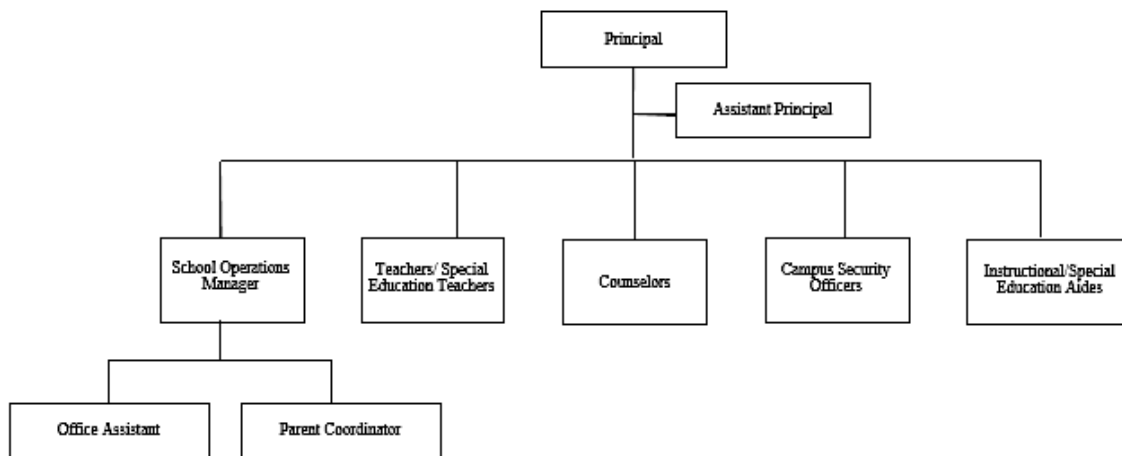 Principal
Assistant Principal
School Operations
Manager
Teachers/ Special
Education Teachers
Counselors
Campus Security
Officers
Instructional/Special
Education Aides
Office Assistant
Parent Coordinator